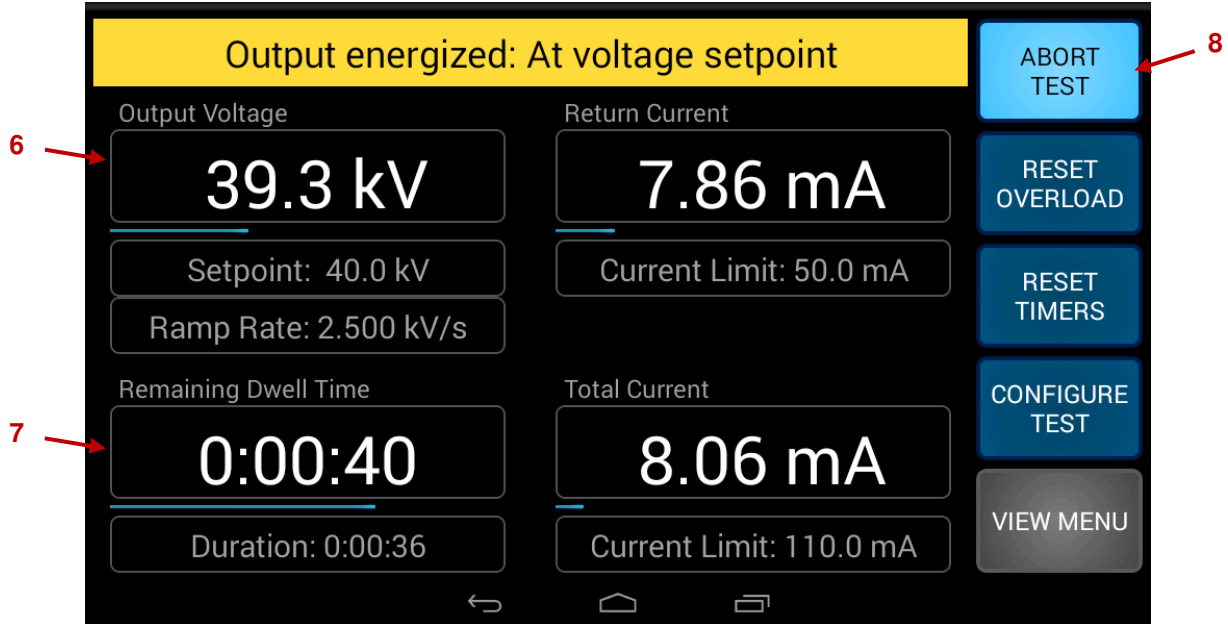 Output energized: At voltage setpoint
ABORT
TEST
8
Output Voltage
Return Current
6
39.3 kV
7.86 mA
RESET
OVERLOAD
Setpoint: 40.0 kV
Current Limit: 50.0 mA
Ramp Rate: 2.500 kV/s
RESET
TIMERS
Remaining Dwell Time
Total Current
CONFIGURE
TEST
7
0:00:40
8.06 mA
Duration: 0:00:36
Current Limit: 110.0 mA
VIEW MENU